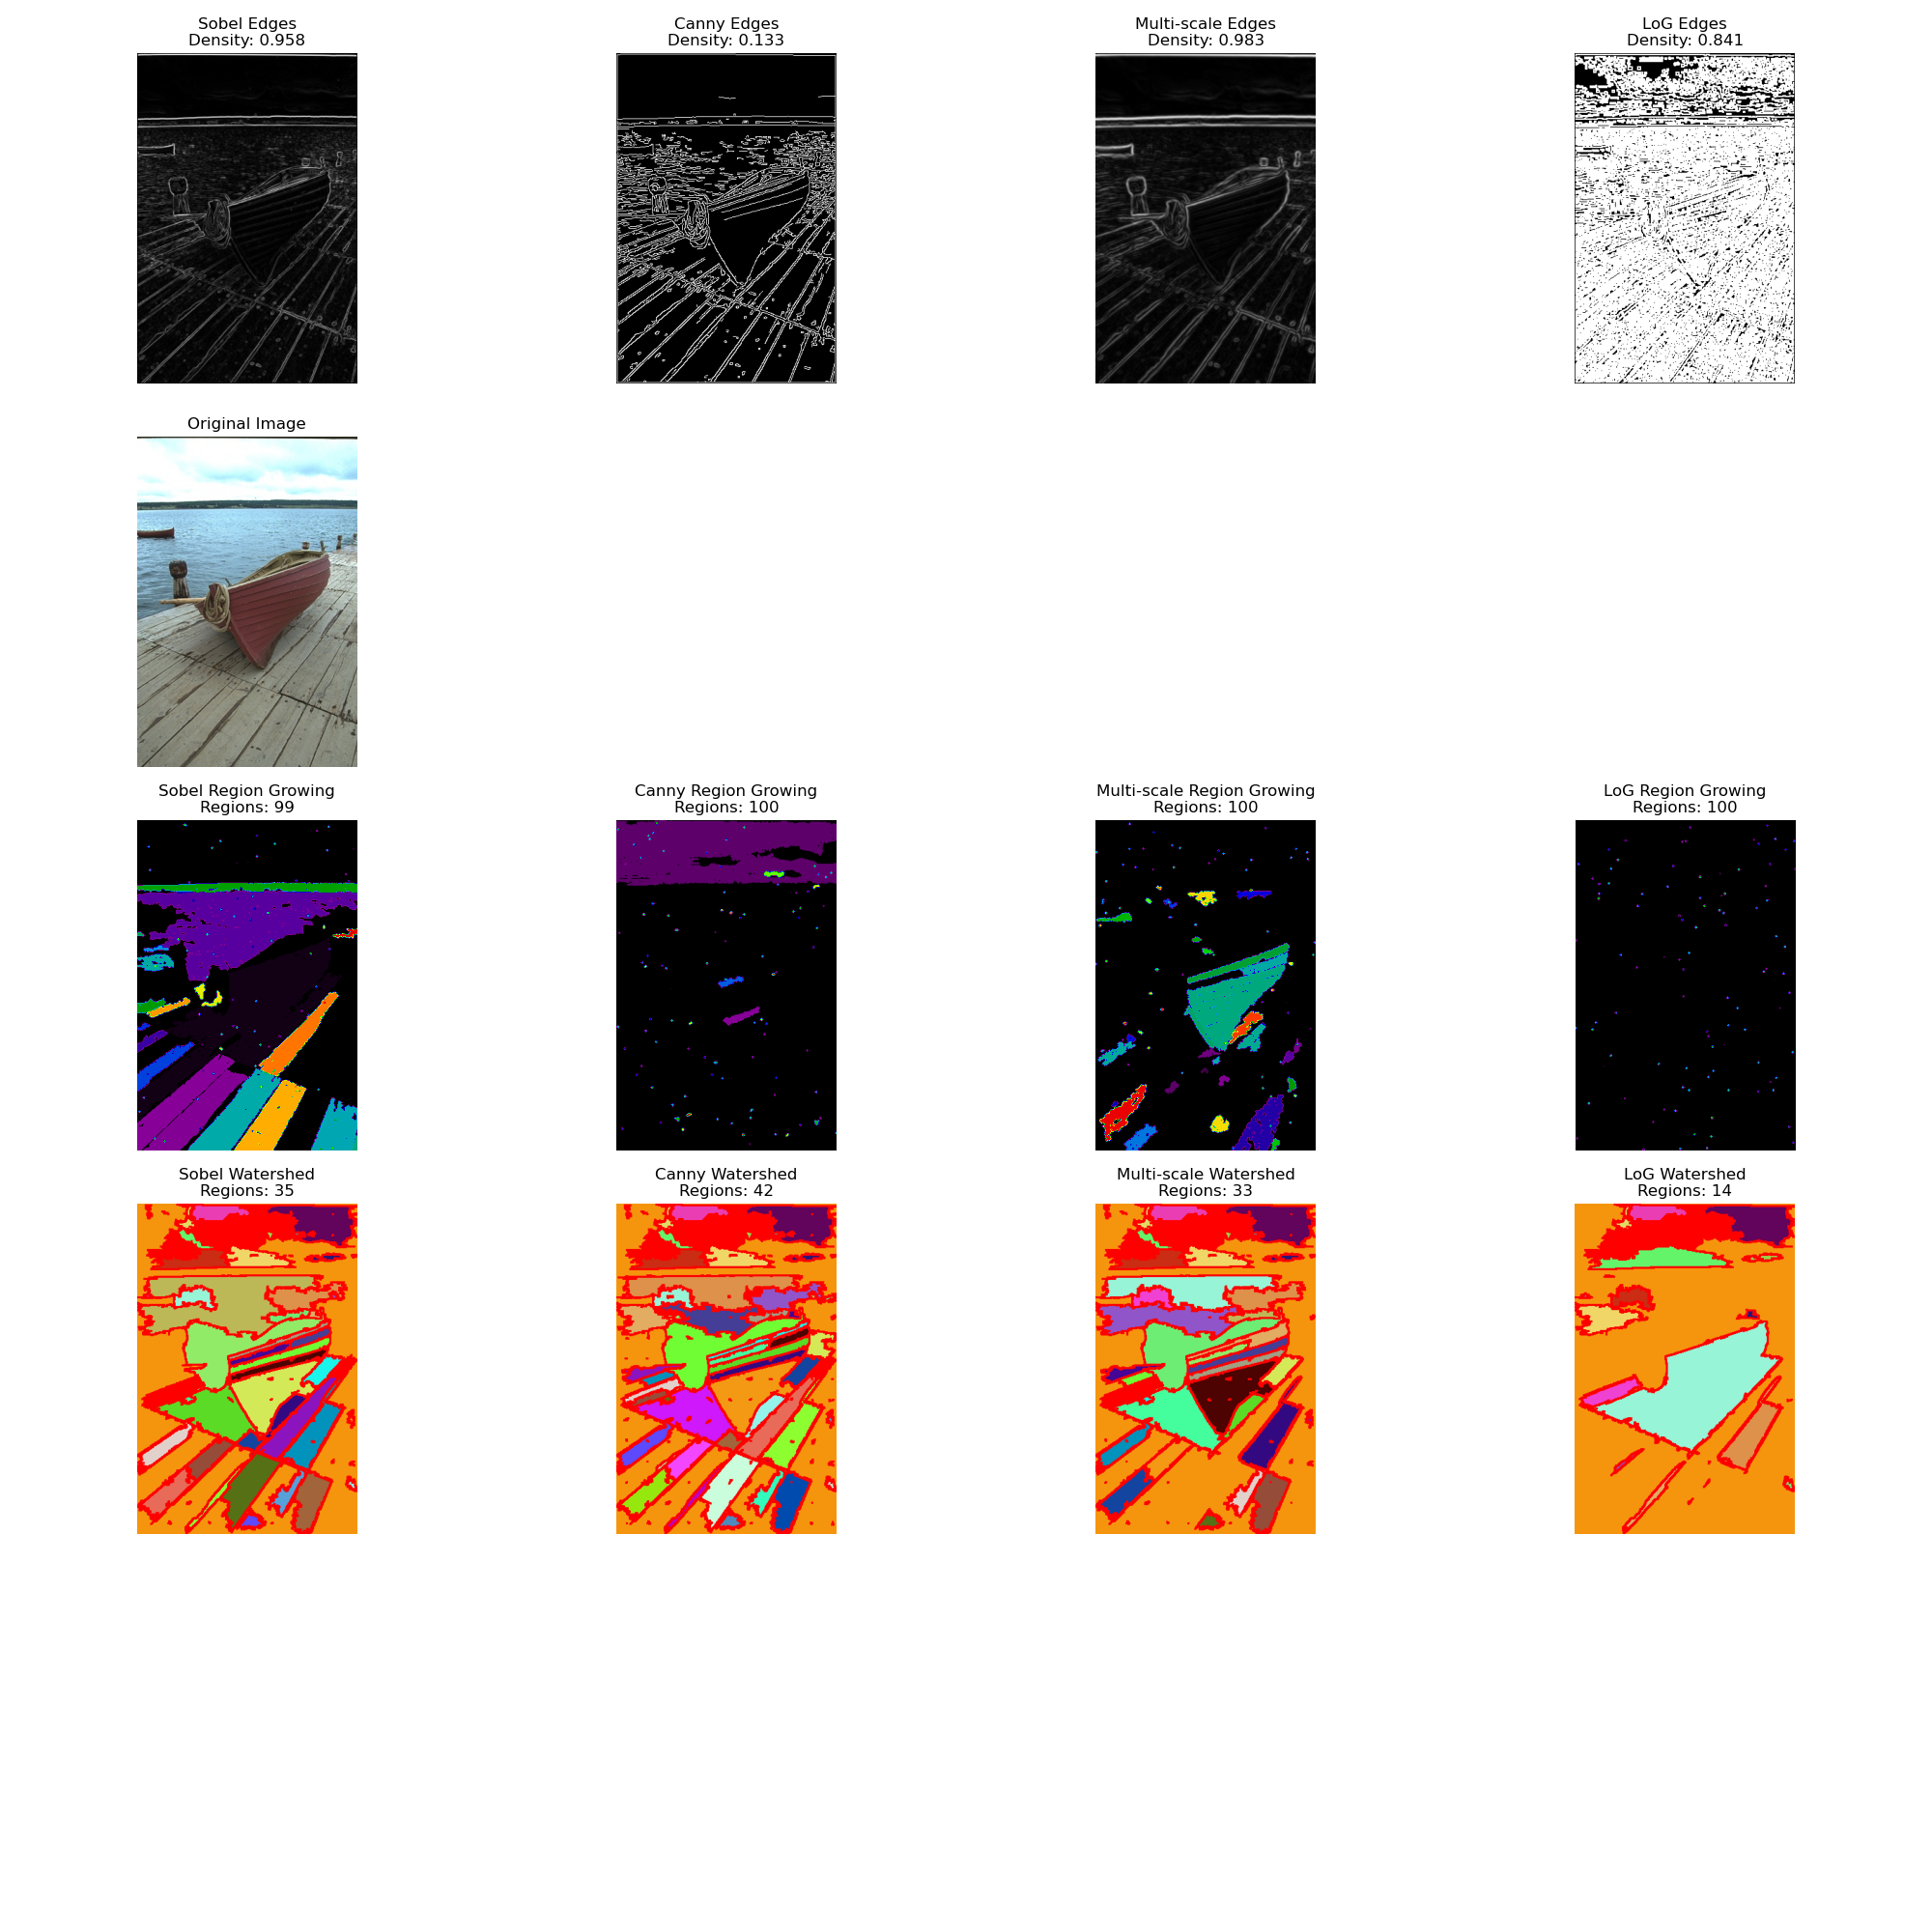 Sobel Edges
Density: 0.958
Canny Edges
Density: 0.133
Multi-scale Edges
Density: 0.983
LoG Edges
Density: 0.841
Original Image
Sobel Region Growing
Regions: 99
Canny Region Growing
Regions: 100
Multi-scale Region Growing
Regions: 100
LoG Region Growing
Regions: 100
Sobel Watershed
Regions: 35
Canny Watershed
Regions: 42
Multi-scale Watershed
Regions: 33
LoG Watershed
Regions: 14